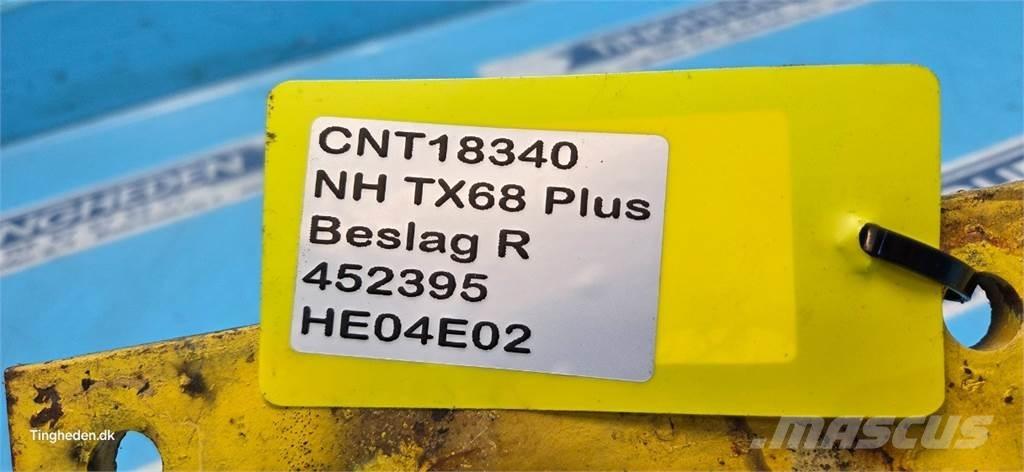 CNT18340
NH TX68 Plus
Beslag R
452395
HE04E02
Tingheden.dk
MASCUS